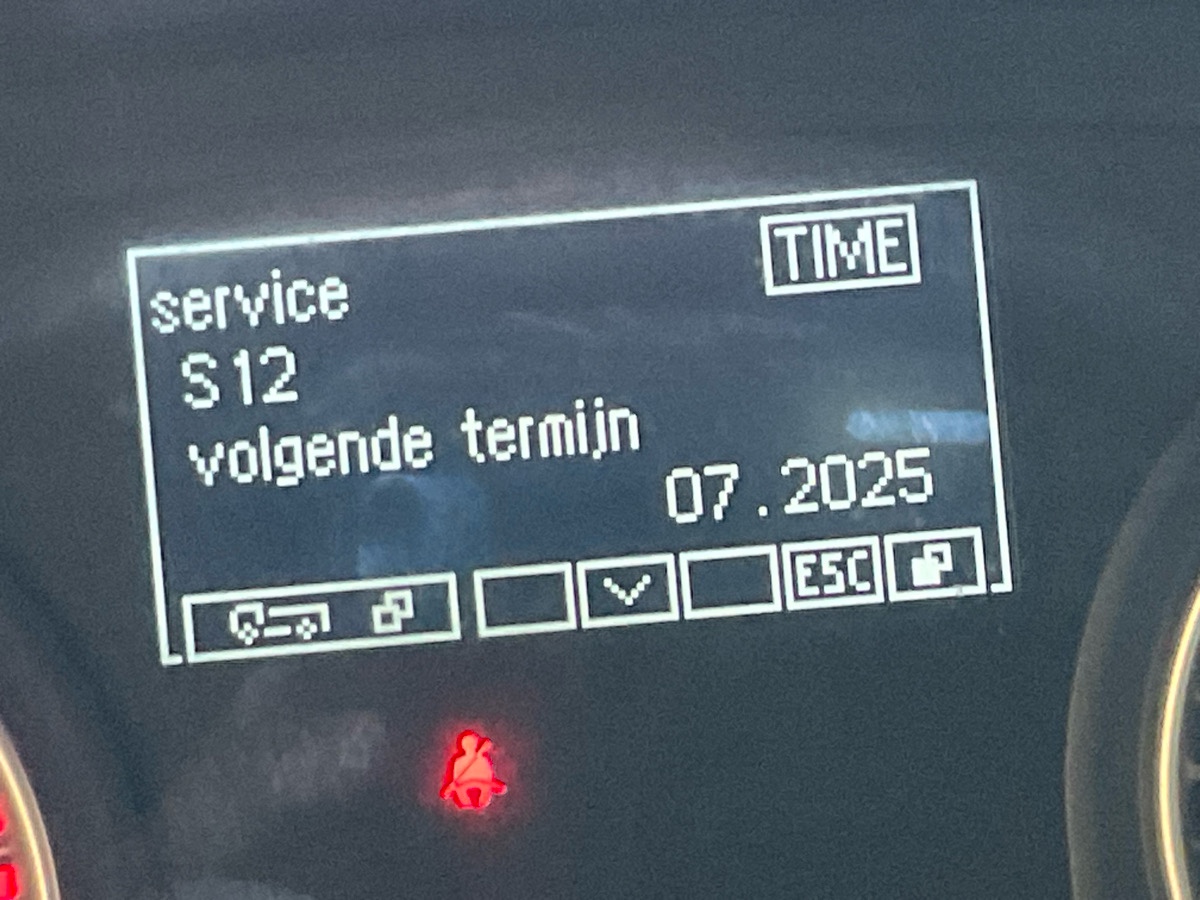 TIME
service
S12
volgende termijn
07.2025
ESC